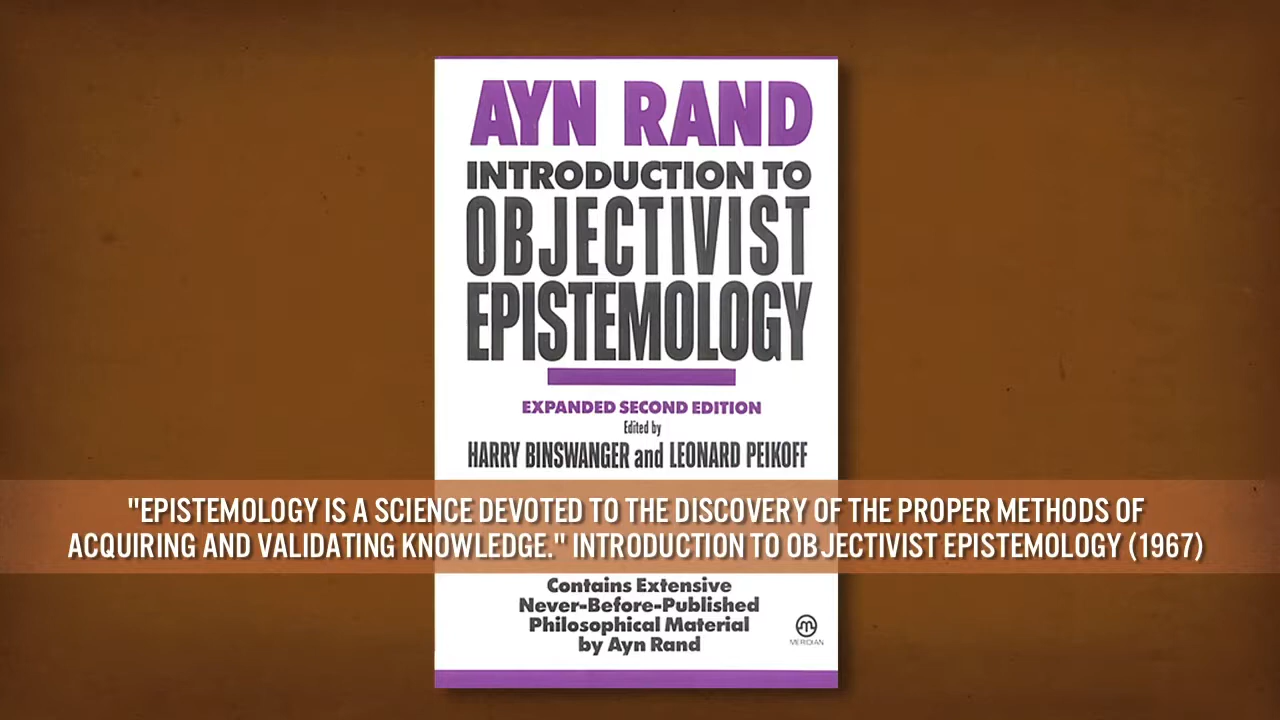 AYN RAND
INTRODUCTION TO
OBJECTIVIST
EPISTEMOLOGY
EXPANDED SECOND EDITION
Edited by
HARRY BINSWANGER and LEONARD PEIKOFF
"EPISTEMOLOGY IS A SCIENCE DEVOTED TO THE DISCOVERY OF THE PROPER METHODS OF
ACQUIRING AND VALIDATING KNOWLEDGE." INTRODUCTION TO OBJECTIVIST EPISTEMOLOGY (1967)
Contains Extensive
Never-Before-Published
Philosophical Material
by Ayn Rand
MERIDIAN